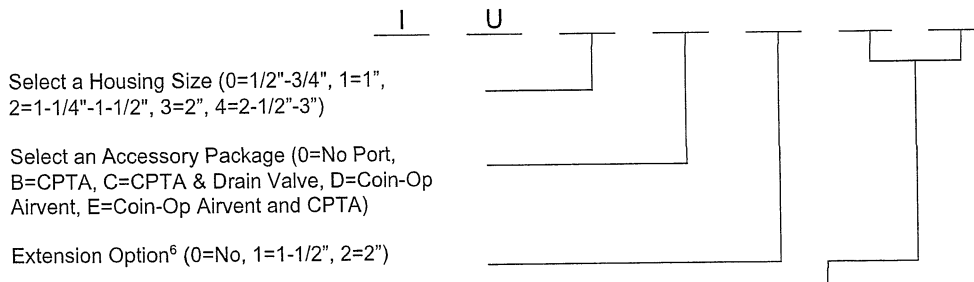 I U
Select a Housing Size (0=1/2"-3/4", 1=1”,
2=1-1/4"-1-1/2", 3=2”, 4=2-1/2”-3”)
Select an Accessory Package (0=No Port,
B=CPTA, C=CPTA & Drain Valve, D=Coin-Op
Airvent, E=Coin-Op Airvent and CPTA)
Extension Option⁶ (0=No, 1=1-1/2”, 2=2”)